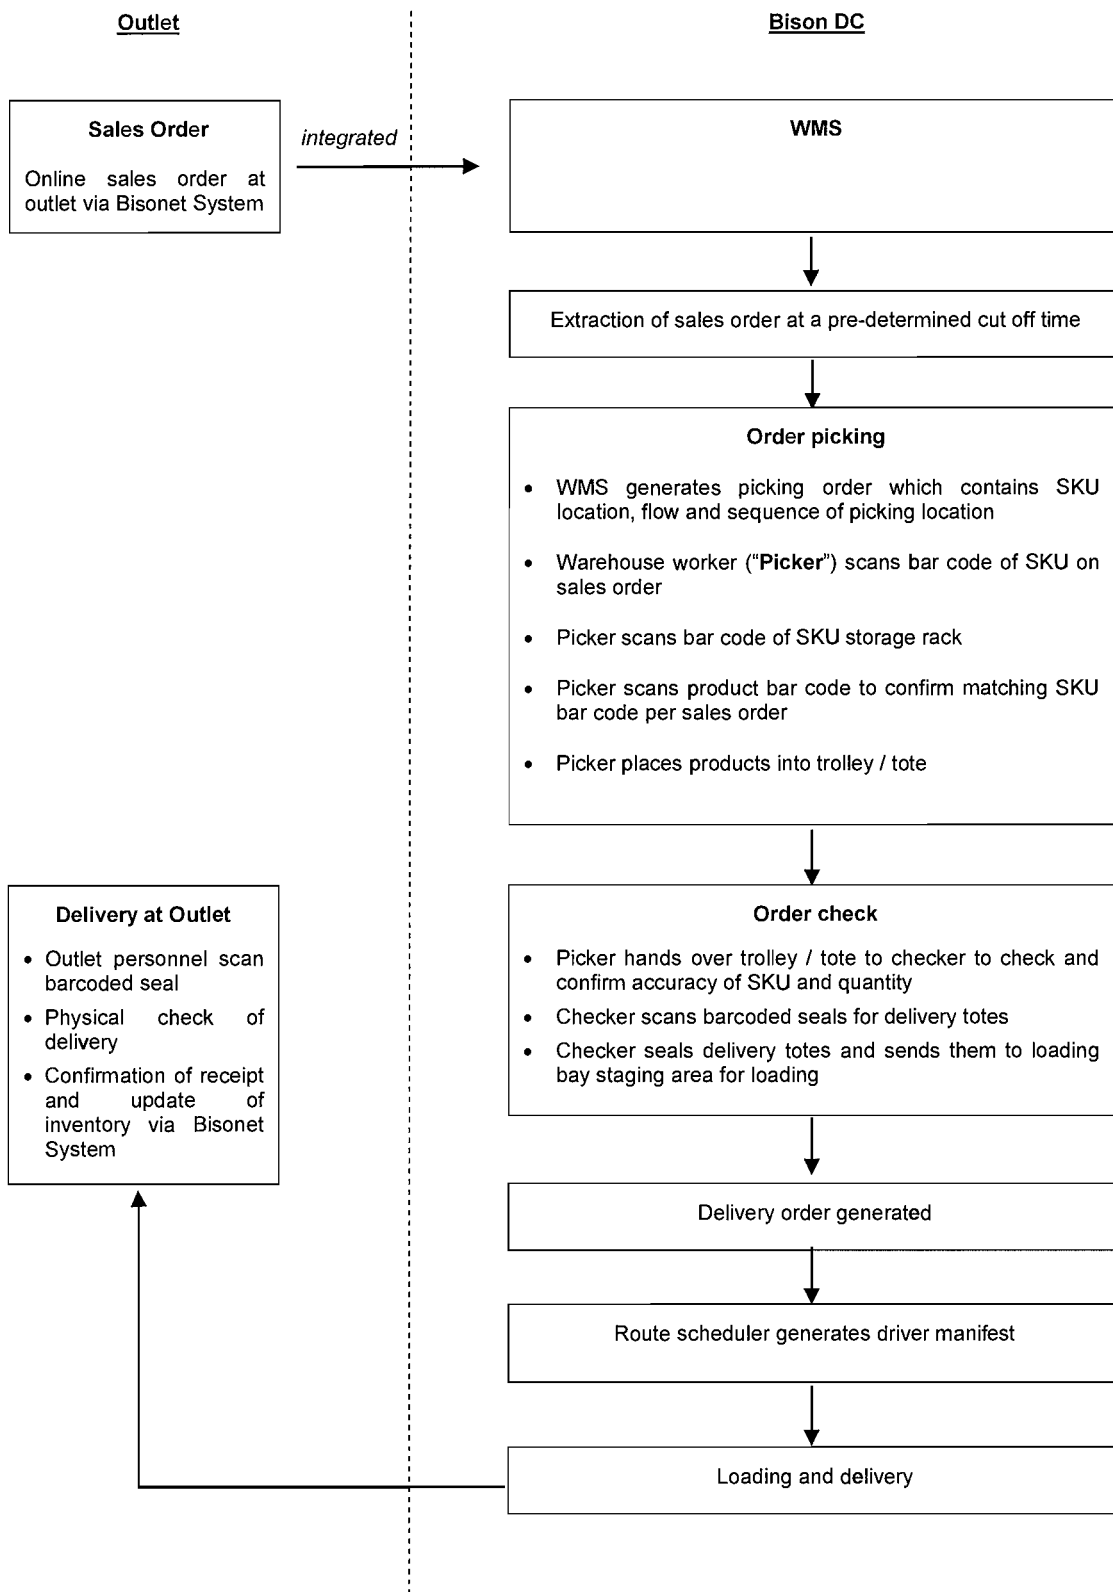 Outlet
Bison DC
Sales Order
Online sales order at
outlet via Bisonet System
integrated
WMS
Extraction of sales order at a pre-determined cut off time
Order picking
• WMS generates picking order which contains SKU
location, flow and sequence of picking location
• Warehouse worker (“Picker”) scans bar code of SKU on
sales order
• Picker scans bar code of SKU storage rack
• Picker scans product bar code to confirm matching SKU
bar code per sales order
• Picker places products into trolley / tote
Order check
• Picker hands over trolley / tote to checker to check and
confirm accuracy of SKU and quantity
• Checker scans barcoded seals for delivery totes
• Checker seals delivery totes and sends them to loading
bay staging area for loading
Delivery order generated
Route scheduler generates driver manifest
Loading and delivery
Delivery at Outlet
• Outlet personnel scan
barcoded seal
• Physical check of
delivery
• Confirmation of receipt
and update of
inventory via Bisonet
System